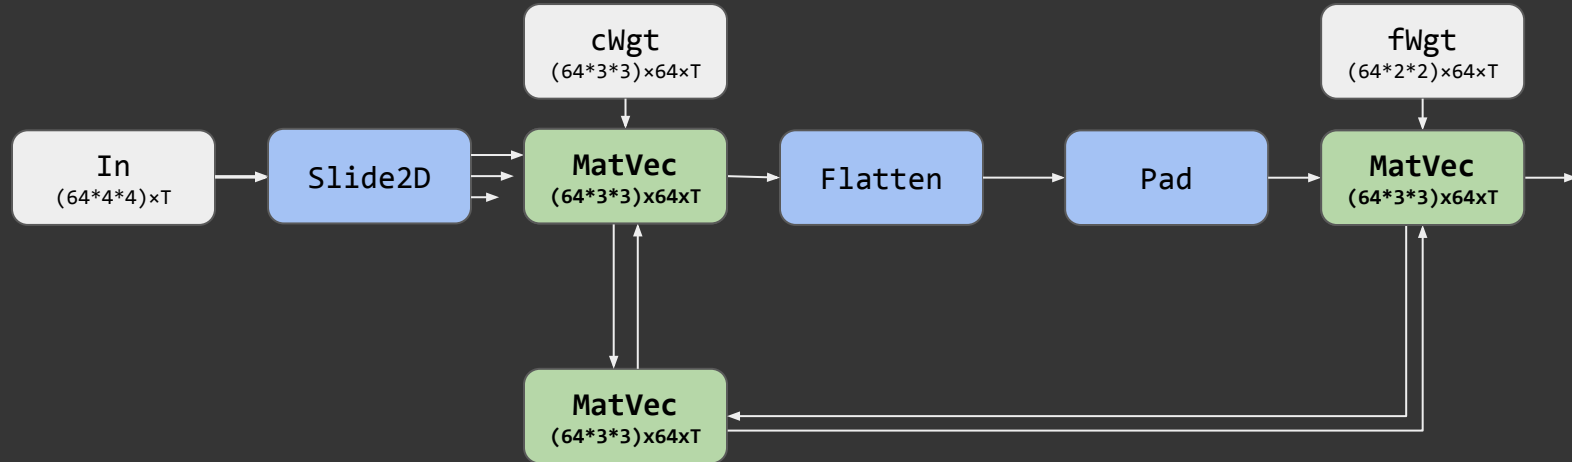 cWgt
(64*3*3)×64×T
fWgt
(64*2*2)×64×T
In
(64*4*4)×T
Slide2D
MatVec
(64*3*3)x64xT
Flatten
Pad
MatVec
(64*3*3)x64xT
MatVec
(64*3*3)x64xT